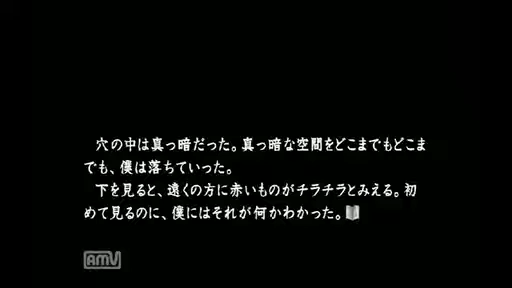 穴の中は真っ暗だった。真っ暗な空間をどこまでもどこま
でも、僕は落ちていった。
下を見ると、遠くの方に赤いものがチラチラとみえる。初
めて見るのに、僕にはそれが何かわかった。
AMV